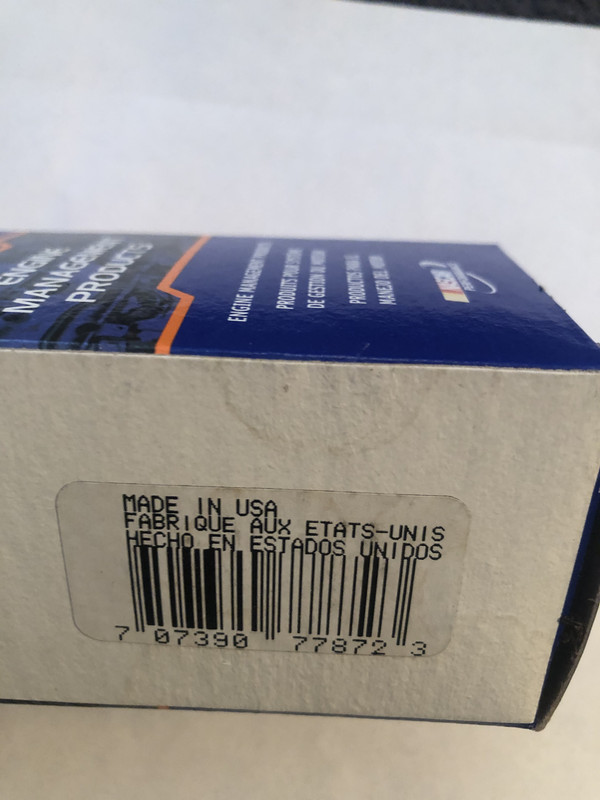 ENGINE
MANAGEMENT
PRODUCTS
ENGINE MANAGEMENT PRODUCTS
PRODUITS POUR SYSTEME
DE GESTION DU MOTEUR
PRODUCTOS PARA EL
MANEJO DEL MOTOR
MADE IN USA
FABRIQUE AUX ETATS-UNIS
HECHO EN ESTADOS UNIDOS
7 07390 77872 3